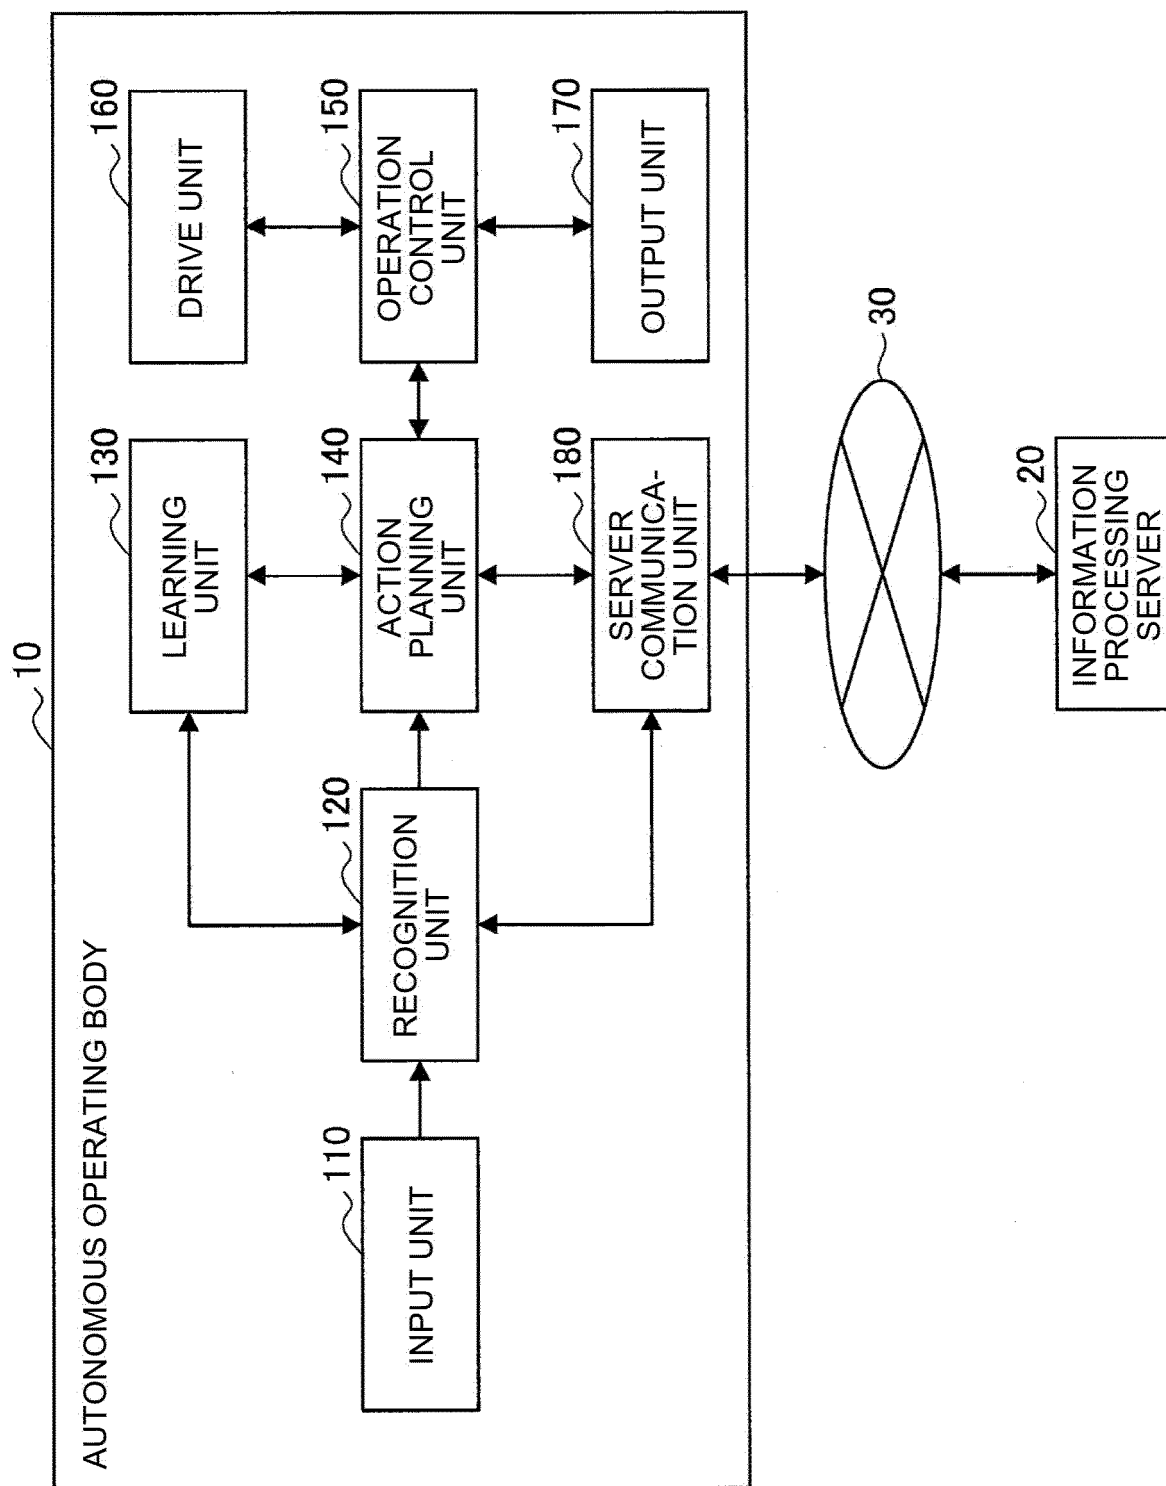 10
AUTONOMOUS OPERATING BODY
110
INPUT UNIT
120
RECOGNITION
UNIT
130
LEARNING
UNIT
140
ACTION
PLANNING
UNIT
180
SERVER
COMMUNICA-
TION UNIT
160
DRIVE UNIT
150
OPERATION
CONTROL
UNIT
170
OUTPUT UNIT
30
20
INFORMATION
PROCESSING
SERVER